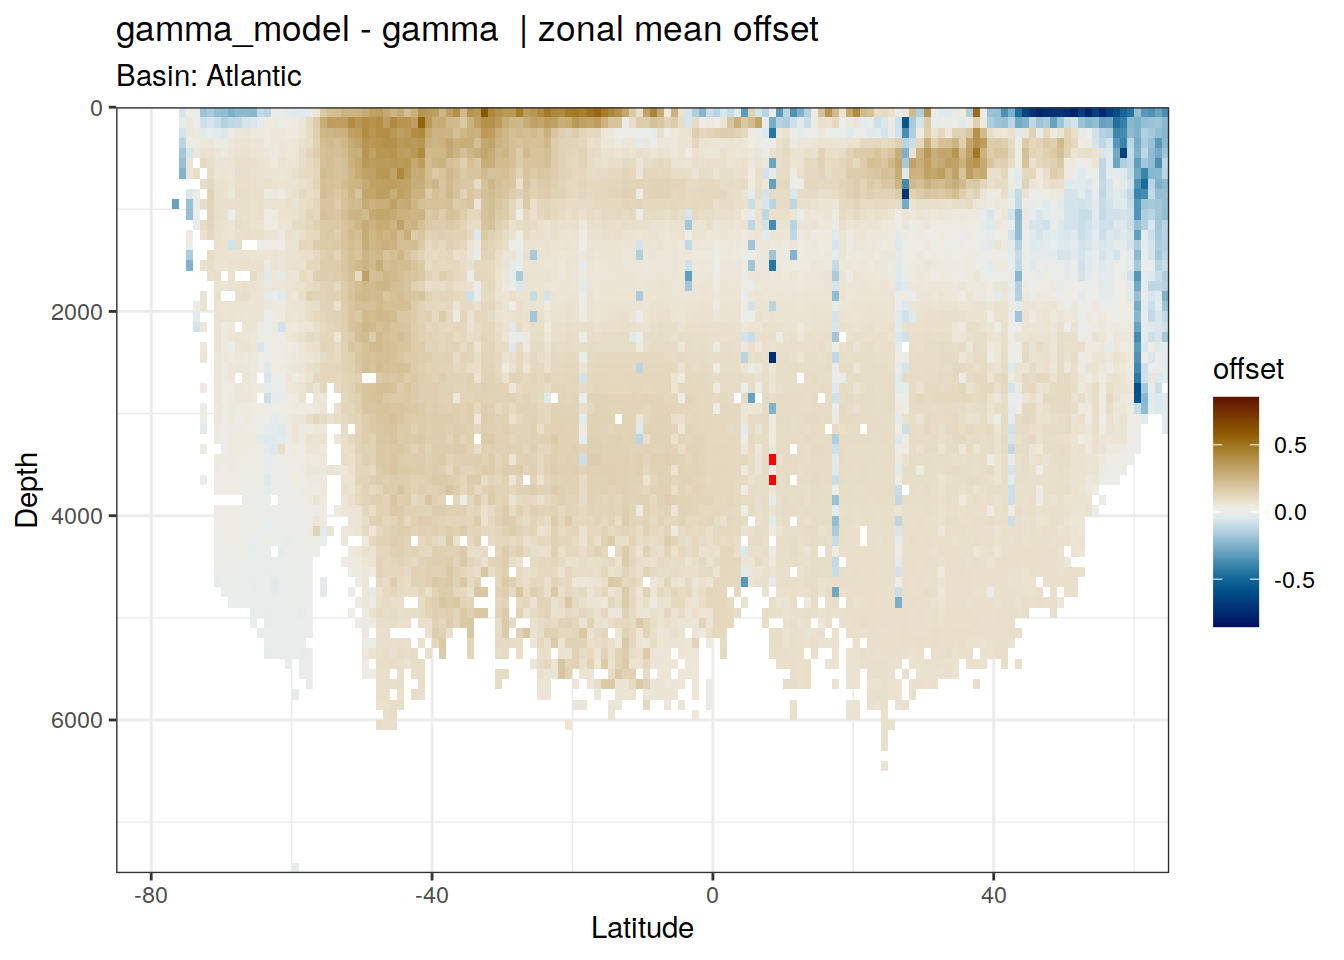 gamma_model - gamma  | zonal mean offset
Basin: Atlantic
0
2000
4000
6000
Depth
-80
-40
0
40
Latitude
offset
0.5
0.0
-0.5